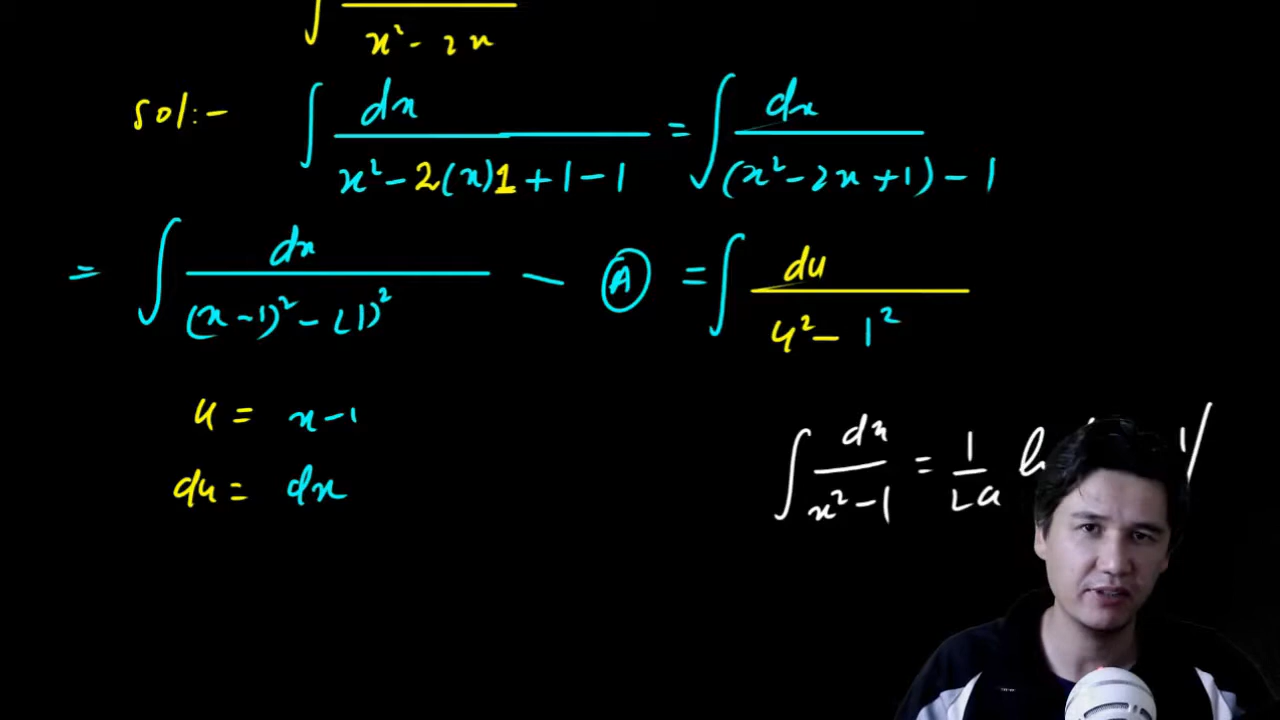 ∫ / x² - 2x
sol:- ∫ dx / x² - 2(x)1 + 1 - 1 = ∫ dx / (x² - 2x + 1) - 1
= ∫ dx / (x - 1)² - (1)² — Ⓐ = ∫ du / u² - 1²
u = x - 1
du = dx
∫ dx / x² - 1 = 1 / 2a